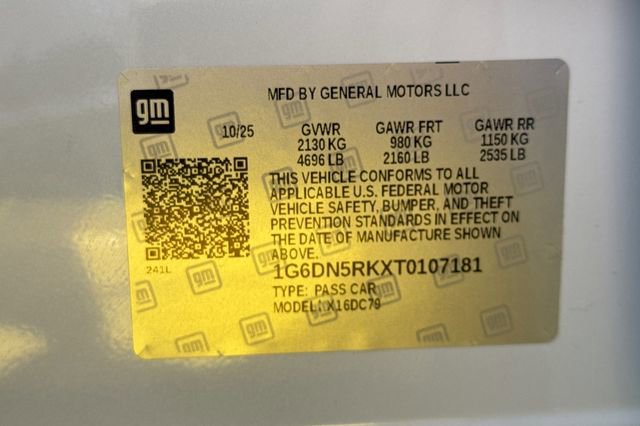 gm
MFD BY GENERAL MOTORS LLC
10/25 GVWR GAWR FRT GAWR RR
2130 KG 980 KG 1150 KG
4696 LB 2160 LB 2535 LB
THIS VEHICLE CONFORMS TO ALL
APPLICABLE U.S. FEDERAL MOTOR
VEHICLE SAFETY, BUMPER, AND THEFT
PREVENTION STANDARDS IN EFFECT ON
THE DATE OF MANUFACTURE SHOWN
ABOVE.
241L
1G6DN5RKXT0107181
TYPE: PASS CAR
MODEL: X16DC79